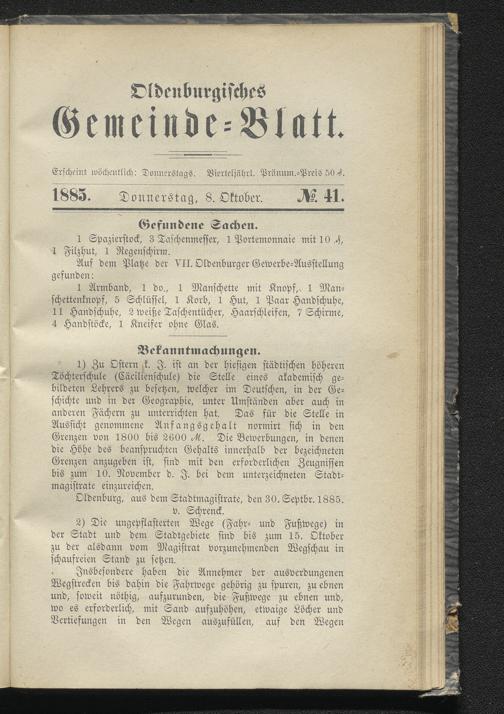 Oldenburgisches
Gemeinde-Blatt.
Erscheint wöchentlich: Donnerstags. Vierteljährl. Pränum.-Preis 50 ₰.
1885. Donnerstag, 8. Oktober. № 41.
Gefundene Sachen.
1 Spazierstock, 3 Taschenmesser, 1 Portemonnaie mit 10 ₰,
1 Filzhut, 1 Regenschirm.
Auf dem Platze der VII. Oldenburger Gewerbe-Ausstellung
gefunden:
1 Armband, 1 do., 1 Manschette mit Knopf, 1 Man-
schettenknopf, 5 Schlüssel, 1 Korb, 1 Hut, 1 Paar Handschuhe,
11 Handschuhe, 2 weiße Taschentücher, Haarschleifen, 7 Schirme,
4 Handstöcke, 1 Kneifer ohne Glas.
Bekanntmachungen.
1) Zu Ostern k. J. ist an der hiesigen städtischen höheren
Töchterschule (Cäcilienschule) die Stelle eines akademisch ge-
bildeten Lehrers zu besetzen, welcher im Deutschen, in der Ge-
schichte und in der Geographie, unter Umständen aber auch in
anderen Fächern zu unterrichten hat. Das für die Stelle in
Aussicht genommene Anfangsgehalt normirt sich in den
Grenzen von 1800 bis 2600 ℳ. Die Bewerbungen, in denen
die Höhe des beanspruchten Gehalts innerhalb der bezeichneten
Grenzen anzugeben ist, sind mit den erforderlichen Zeugnissen
bis zum 10. November d. J. bei dem unterzeichneten Stadt-
magistrate einzureichen.
Oldenburg, aus dem Stadtmagistrate, den 30. Septbr. 1885.
v. Schrenck.
2) Die ungepflasterten Wege (Fahr- und Fußwege) in
der Stadt und dem Stadtgebiete sind bis zum 15. Oktober
zu der alsdann vom Magistrat vorzunehmenden Wegschau in
schaufreien Stand zu setzen.
Insbesondere haben die Annehmer der ausverdungenen
Wegstrecken bis dahin die Fahrwege gehörig zu spuren, zu ebnen
und, soweit nöthig, aufzurunden, die Fußwege zu ebnen und,
wo es erforderlich, mit Sand aufzuhöhen, etwaige Löcher und
Vertiefungen in den Wegen auszufüllen, auf den Wegen